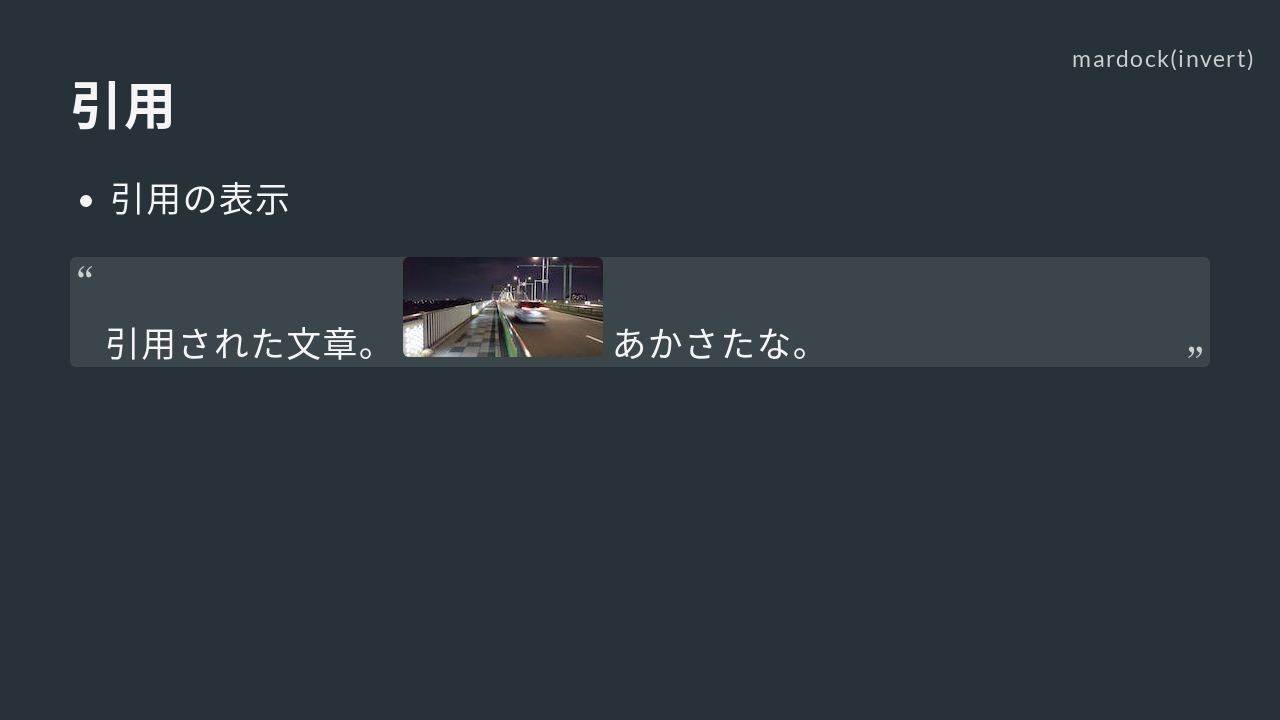 mardock(invert)
引用
• 引用の表示
“
引用された文章。 あかさたな。
”